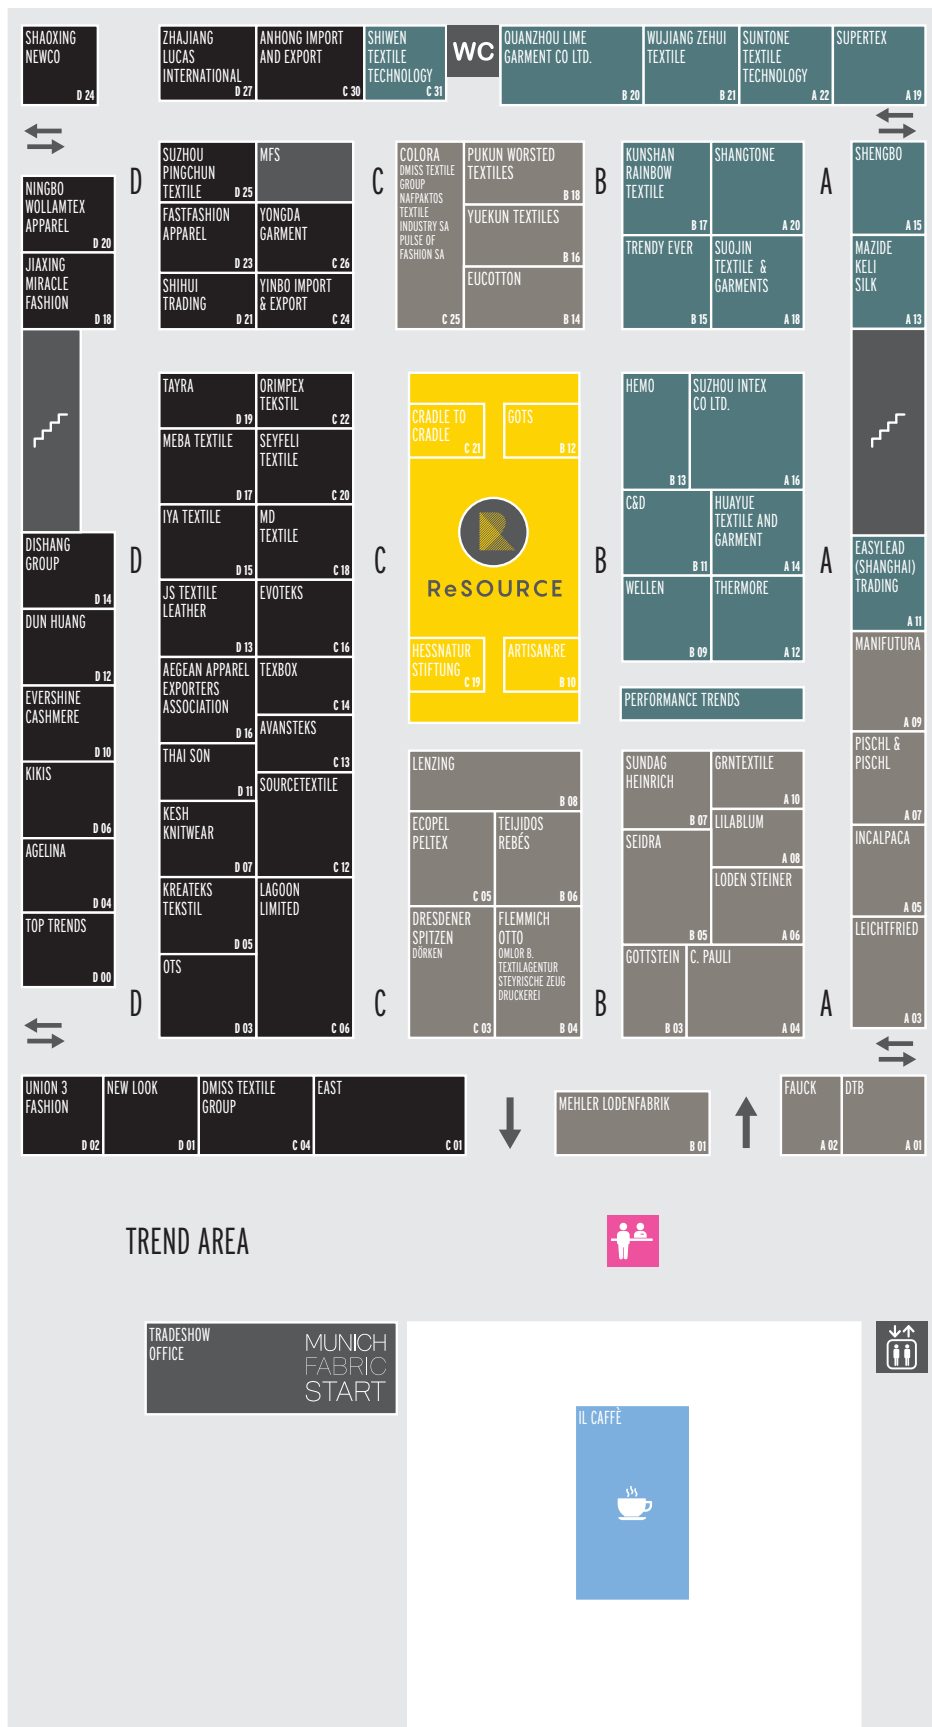 SHAOXING
NEWCO
D 24
ZHAJIANG
LUCAS
INTERNATIONAL
D 27
ANHONG IMPORT
AND EXPORT
C 30
SHIWEN
TEXTILE
TECHNOLOGY
C 31
WC
QUANZHOU LIME
GARMENT CO LTD.
B 20
WUJIANG ZEHUI
TEXTILE
B 21
SUNTONE
TEXTILE
TECHNOLOGY
A 22
SUPERTEX
A 19
NINGBO
WOLLAMTEX
APPAREL
D 20
JIAXING
MIRACLE
FASHION
D 18
D
SUZHOU
PINGCHUN
TEXTILE
D 25
MFS
FASTFASHION
APPAREL
D 23
YONGDA
GARMENT
C 26
SHIHUI
TRADING
D 21
YINBO IMPORT
& EXPORT
C 24
C
COLORA
DMISS TEXTILE
GROUP
NAFPAKTOS
TEXTILE
INDUSTRY SA
PULSE OF
FASHION SA
C 25
PUKUN WORSTED
TEXTILES
B 18
YUEKUN TEXTILES
B 16
EUCOTTON
B 14
B
KUNSHAN
RAINBOW
TEXTILE
B 17
SHANGTONE
A 20
TRENDY EVER
B 15
SUOJIN
TEXTILE &
GARMENTS
A 18
A
SHENGBO
A 15
MAZIDE
KELI
SILK
A 13
DISHANG
GROUP
D 14
DUN HUANG
D 12
EVERSHINE
CASHMERE
D 10
KIKIS
D 06
AGELINA
D 04
TOP TRENDS
D 00
D
TAYRA
D 19
ORIMPEX
TEKSTIL
C 22
MEBA TEXTILE
D 17
SEYFELI
TEXTILE
C 20
IYA TEXTILE
D 15
MD
TEXTILE
C 18
JS TEXTILE
LEATHER
D 13
EVOTEKS
C 16
AEGEAN APPAREL
EXPORTERS
ASSOCIATION
D 16
TEXBOX
C 14
AVANSTEKS
C 13
THAI SON
D 11
SOURCETEXTILE
C 12
KESH
KNITWEAR
D 07
KREATEKS
TEKSTIL
D 05
LAGOON
LIMITED
C 06
OTS
D 03
C
CRADLE TO
CRADLE
C 21
GOTS
B 12
R
ReSOURCE
HESSNATUR
STIFTUNG
C 19
ARTISAN:RE
B 10
B
HEMO
B 13
SUZHOU INTEX
CO LTD.
A 16
C&D
B 11
HUAYUE
TEXTILE AND
GARMENT
A 14
WELLEN
B 09
THERMORE
A 12
PERFORMANCE TRENDS
A
EASYLEAD
(SHANGHAI)
TRADING
A 11
MANIFUTURA
A 09
PISCHL &
PISCHL
A 07
INCALPACA
A 05
LEICHTFRIED
A 03
LENZING
B 08
ECOPEL
PELTEX
C 05
TEIJIDOS
REBÉS
B 06
DRESDENER
SPITZEN
DÖRKEN
C 03
FLEMMICH
OTTO
OMLOR B.
TEXTILAGENTUR
STEYRISCHE ZEUG
DRUCKEREI
B 04
SUNDAG
HEINRICH
B 07
GRNTEXTILE
A 10
LILABLUM
A 08
SEIDRA
B 05
LODEN STEINER
A 06
GOTTSTEIN
B 03
C. PAULI
A 04
D
C
B
A
UNION 3
FASHION
D 02
NEW LOOK
D 01
DMISS TEXTILE
GROUP
C 04
EAST
C 01
MEHLER LODENFABRIK
B 01
FAUCK
A 02
DTB
A 01
TREND AREA
TRADESHOW
OFFICE
MUNICH
FABRIC
START
IL CAFFÈ